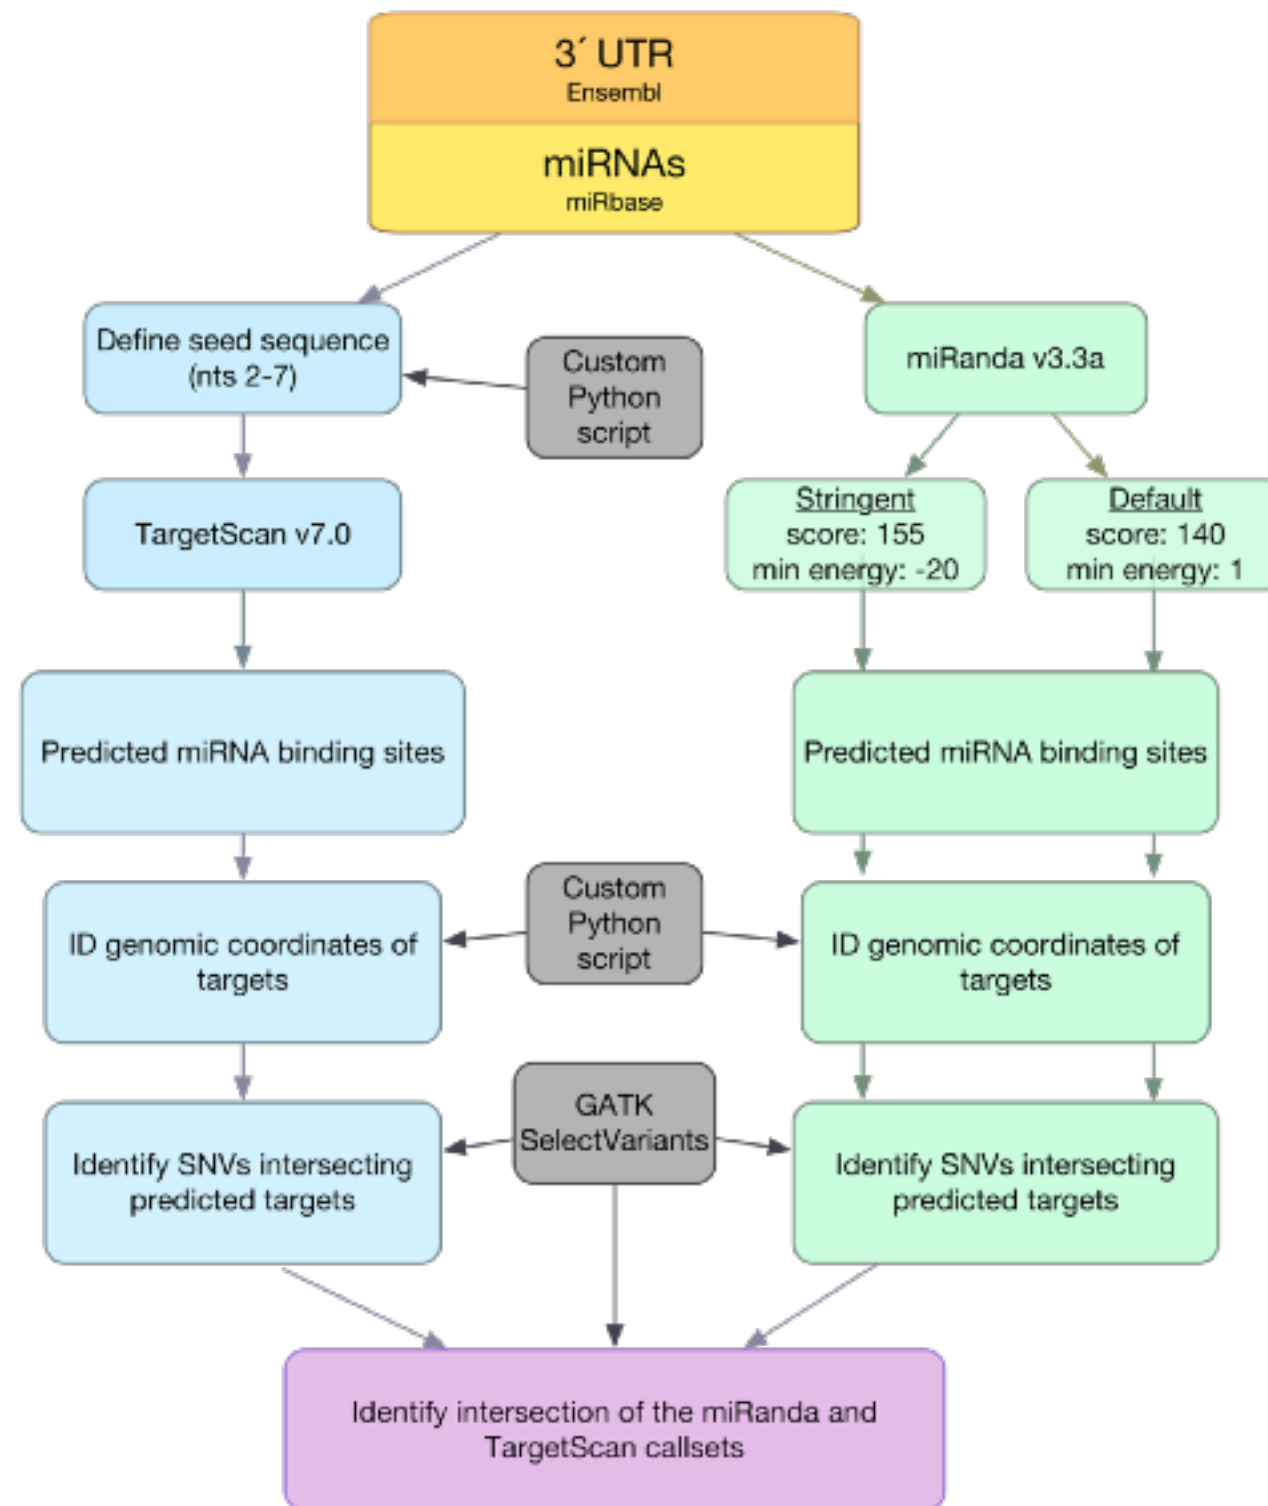 3´ UTR
Ensembl
miRNAs
miRbase
Define seed sequence
(nts 2-7)
Custom
Python
script
miRanda v3.3a
TargetScan v7.0
Stringent
score: 155
min energy: -20
Default
score: 140
min energy: 1
Predicted miRNA binding sites
Predicted miRNA binding sites
ID genomic coordinates of
targets
Custom
Python
script
ID genomic coordinates of
targets
Identify SNVs intersecting
predicted targets
GATK
SelectVariants
Identify SNVs intersecting
predicted targets
Identify intersection of the miRanda and
TargetScan callsets